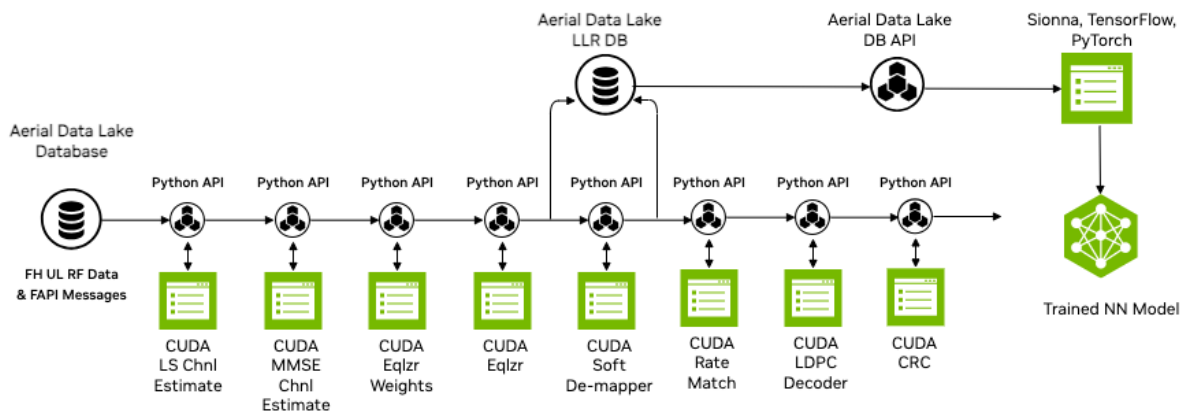 Aerial Data Lake
LLR DB
Aerial Data Lake
DB API
Sionna, TensorFlow,
PyTorch
Aerial Data Lake
Database
Python API
Python API
Python API
Python API
Python API
Python API
Python API
Python API
FH UL RF Data
& FAPI Messages
Trained NN Model
CUDA
LS Chnl
Estimate
CUDA
MMSE
Chnl
Estimate
CUDA
Eqlzr
Weights
CUDA
Eqlzr
CUDA
Soft
De-mapper
CUDA
Rate
Match
CUDA
LDPC
Decoder
CUDA
CRC